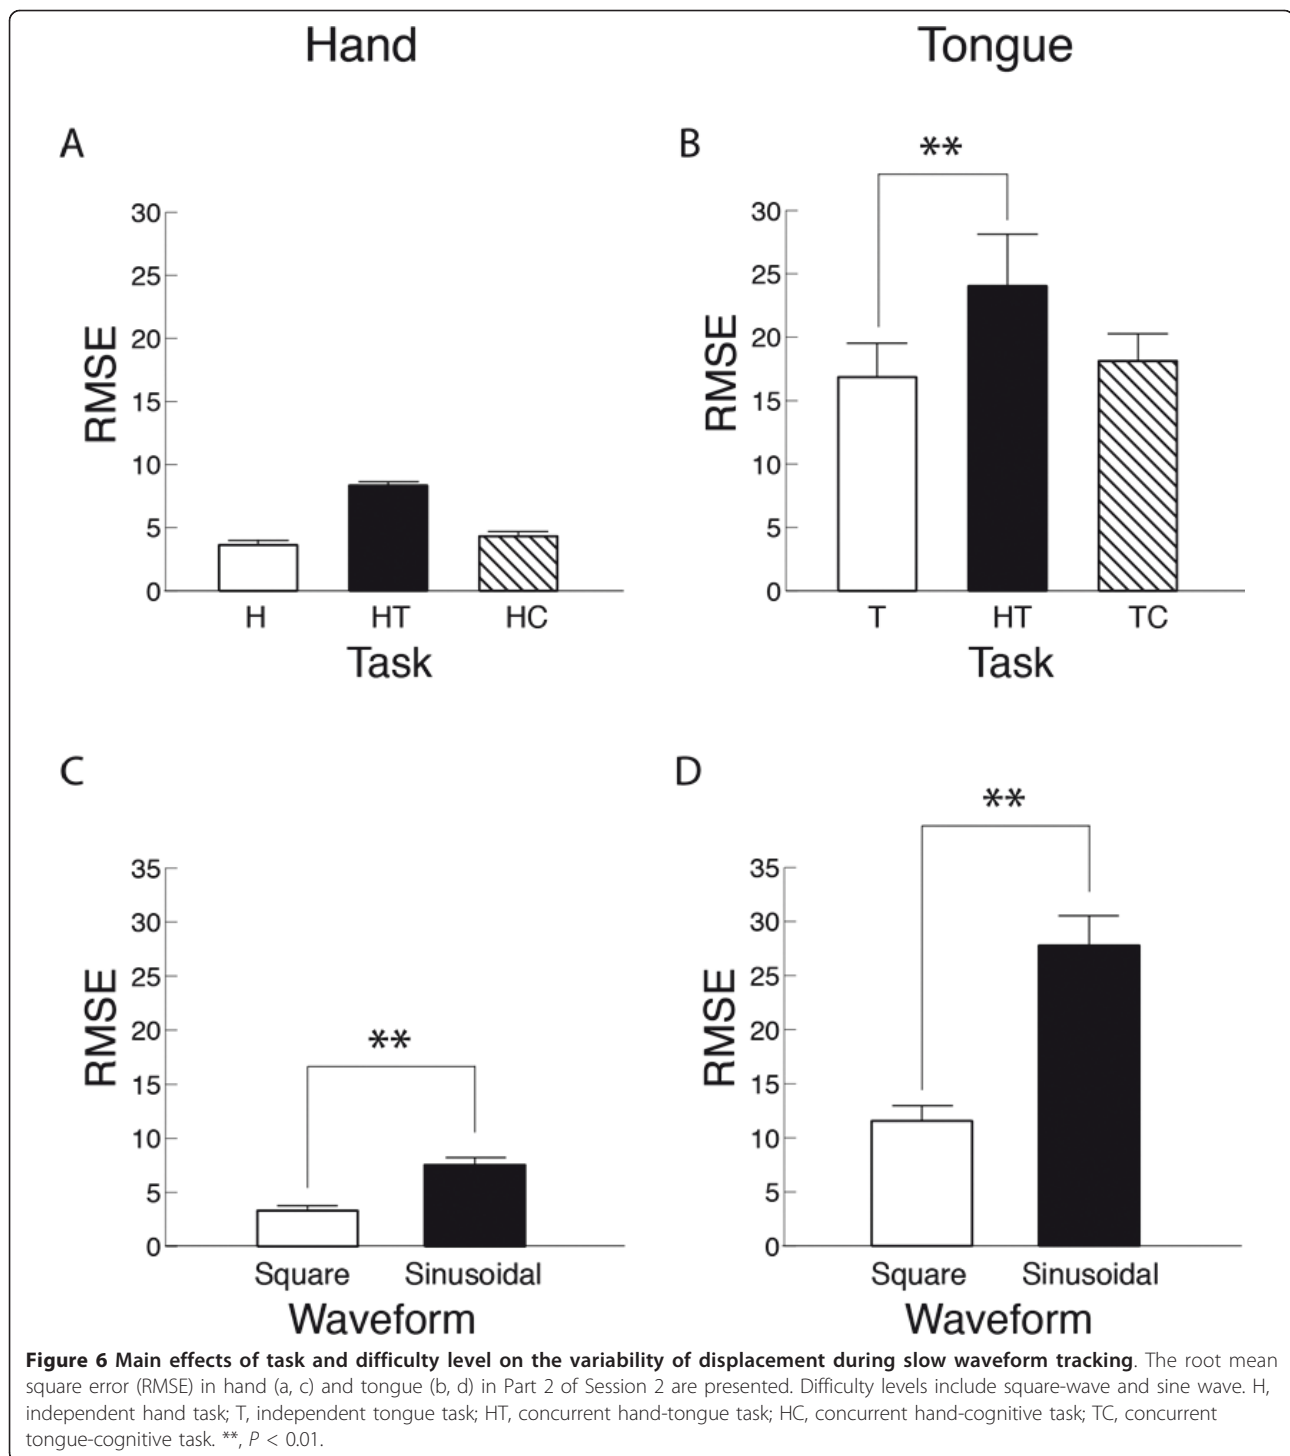 Hand
Tongue
A
30
25
20
15
10
5
0
RMSE
H HT HC
Task
B
**
30
25
20
15
10
5
0
RMSE
T HT TC
Task
C
**
35
30
25
20
15
10
5
0
RMSE
Square Sinusoidal
Waveform
D
**
35
30
25
20
15
10
5
0
RMSE
Square Sinusoidal
Waveform
Figure 6 Main effects of task and difficulty level on the variability of displacement during slow waveform tracking. The root mean
square error (RMSE) in hand (a, c) and tongue (b, d) in Part 2 of Session 2 are presented. Difficulty levels include square-wave and sine wave. H,
independent hand task; T, independent tongue task; HT, concurrent hand-tongue task; HC, concurrent hand-cognitive task; TC, concurrent
tongue-cognitive task. **, P < 0.01.